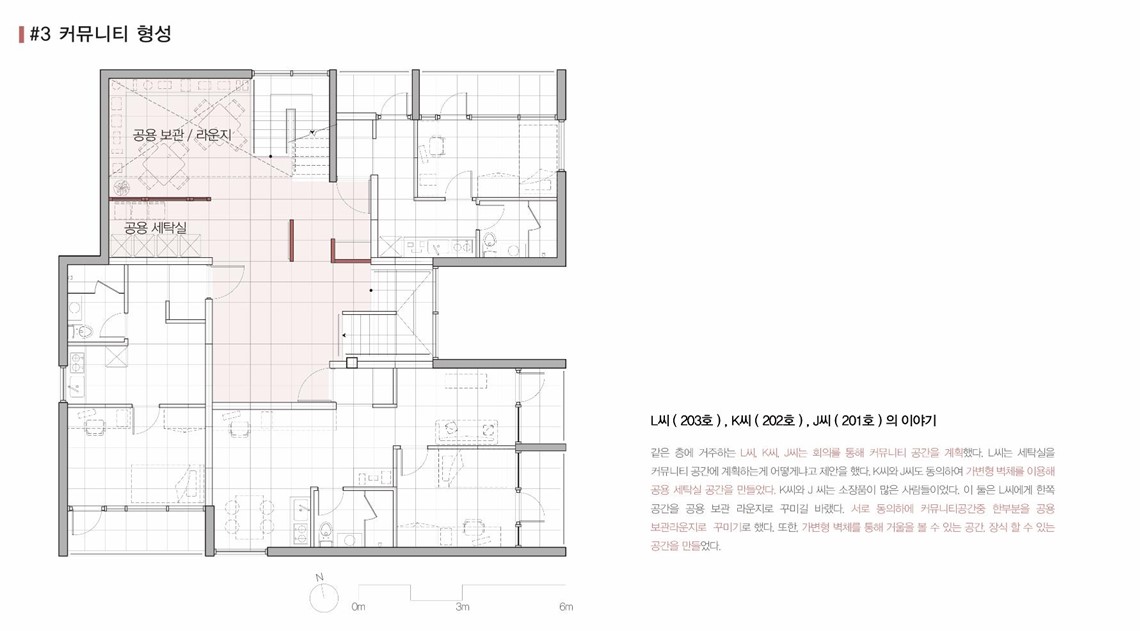 #3 커뮤니티 형성
공용 보관 / 라운지
공용 세탁실
L씨 ( 203호 ) , K씨 ( 202호 ) , J씨 ( 201호 ) 의 이야기
같은 층에 거주하는 L씨, K씨, J씨는 회의를 통해 커뮤니티 공간을 계획했다. L씨는 세탁실을
커뮤니티 공간에 계획하는게 어떻게냐고 제안을 했다. K씨와 J씨도 동의하여 가변형 벽체를 이용해
공용 세탁실 공간을 만들었다. K씨와 J 씨는 소장품이 많은 사람들이었다. 이 둘은 L씨에게 한쪽
공간을 공용 보관 라운지로 꾸미길 바랬다. 서로 동의하에 커뮤니티공간중 한부분을 공용
보관라운지로 꾸미기로 했다. 또한, 가변형 벽체를 통해 거울을 볼 수 있는 공간, 장식 할 수 있는
공간을 만들었다.
N
0m 3m 6m